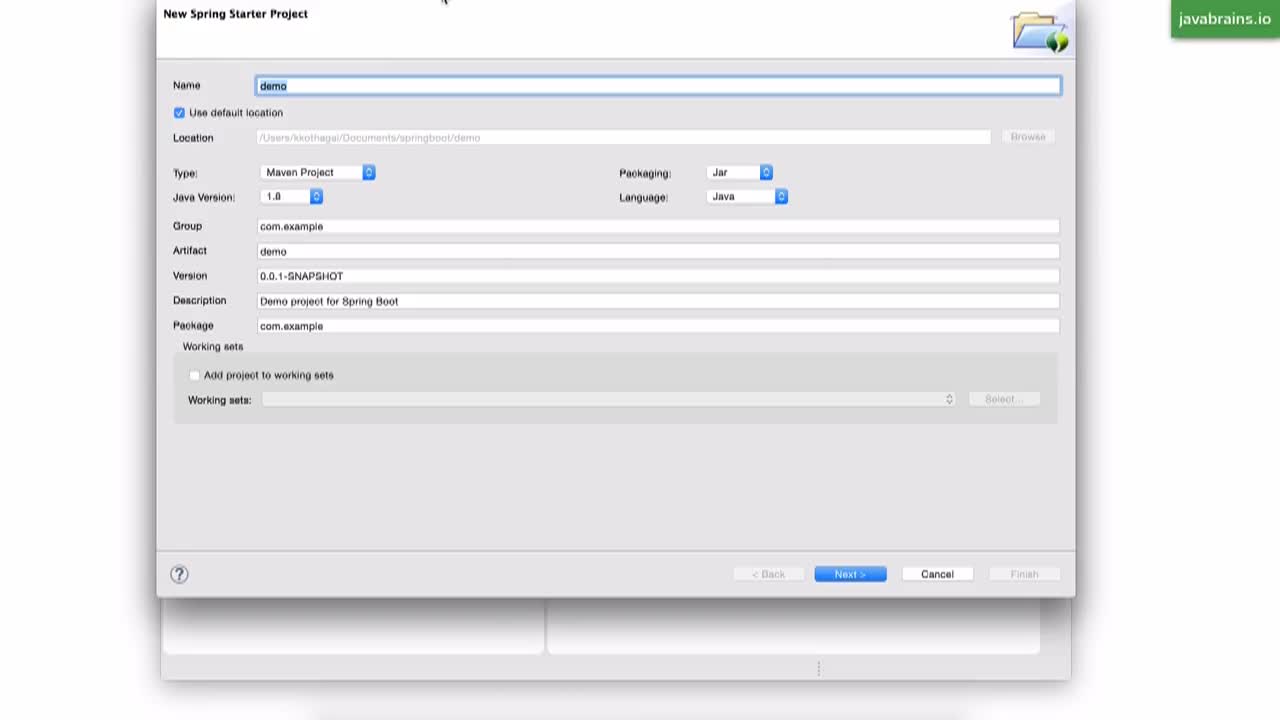 New Spring Starter Project
javabrains.io
Name demo
Use default location
Location /Users/kkothagal/Documents/springboot/demo Browse
Type: Maven Project Packaging: Jar
Java Version: 1.8 Language: Java
Group com.example
Artifact demo
Version 0.0.1-SNAPSHOT
Description Demo project for Spring Boot
Package com.example
Working sets
Add project to working sets
Working sets: Select...
? < Back Next > Cancel Finish